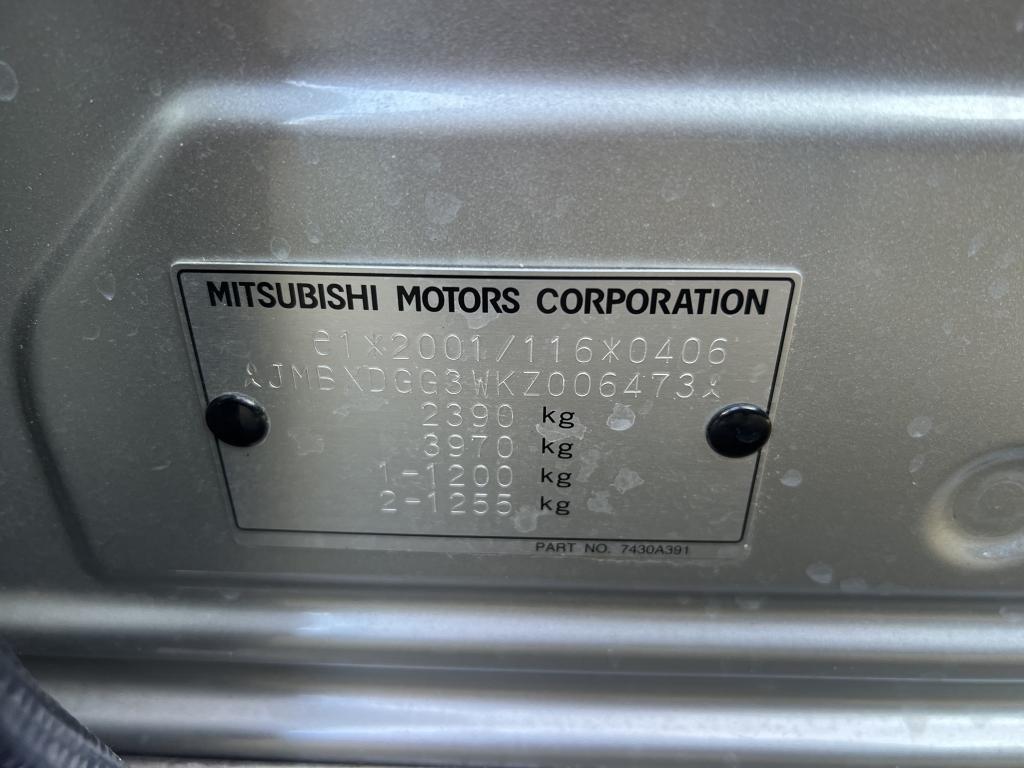 MITSUBISHI MOTORS CORPORATION
e1*2001/116*0406
JMBXDGG3WKZ006473
2390 kg
3970 kg
1-1200 kg
2-1255 kg
PART NO. 7430A391